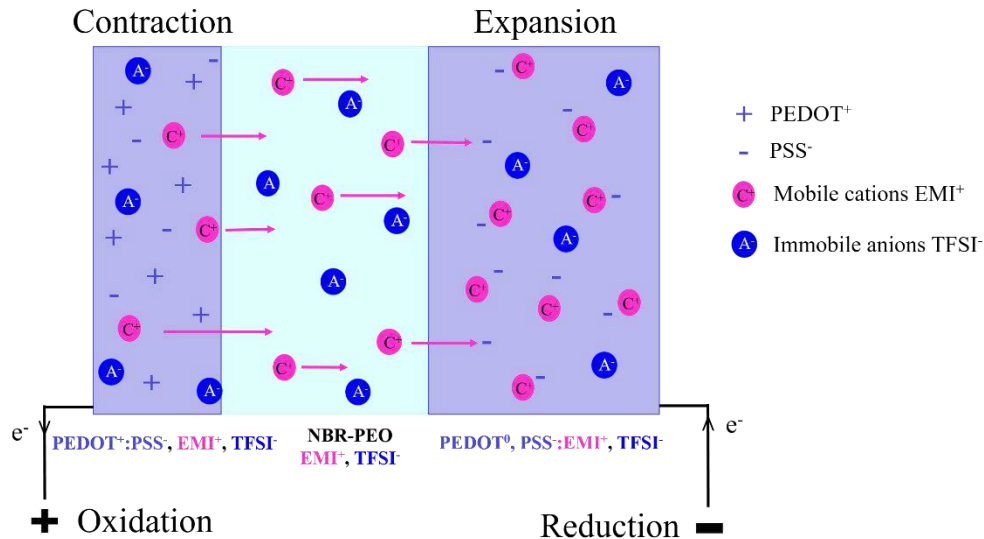 Contraction
Expansion
A⁻ + -
C⁺
A⁻
C⁺
- C⁺
A⁻
+
A⁻
-
C⁺
+
-
C⁺
C⁺
-
A⁻
+
+
A
C⁺
A⁻
C⁺
-
A⁻
C⁺
A⁻
-
C⁺
-
+
A⁻
+
A⁻
-
C⁺
-
-
C⁺
C⁺
-
C⁺
+
C⁺
-
C⁺
A⁻
+
A⁻
C⁺
A⁻
C⁺
-
A⁻
+ PEDOT⁺
- PSS⁻
C⁺ Mobile cations EMI⁺
A⁻ Immobile anions TFSI⁻
e⁻
PEDOT⁺:PSS⁻, EMI⁺, TFSI⁻
NBR-PEO
EMI⁺, TFSI⁻
PEDOT⁰, PSS⁻:EMI⁺, TFSI⁻
e⁻
+ Oxidation
Reduction -